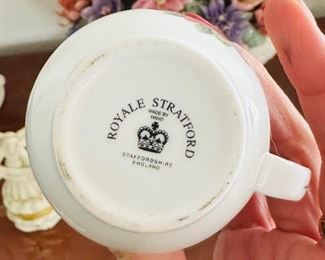 ROYALE STRATFORD
MADE BY
HAND
STAFFORDSHIRE
ENGLAND